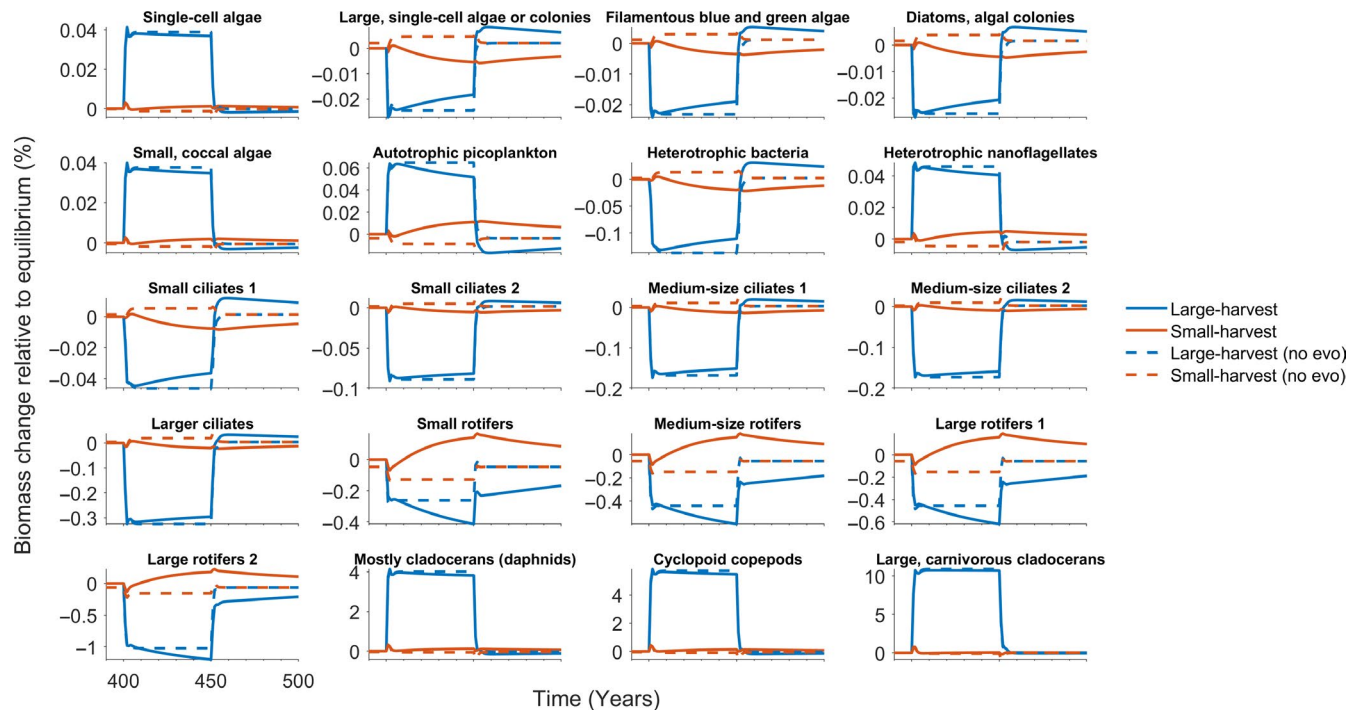 Single-cell algae
Large, single-cell algae or colonies
Filamentous blue and green algae
Diatoms, algal colonies
0.04
0.02
0
0
–0.01
–0.02
0
–0.01
–0.02
0
–0.01
–0.02
Small, coccal algae
Autotrophic picoplankton
Heterotrophic bacteria
Heterotrophic nanoflagellates
0.04
0.02
0
0.06
0.04
0.02
0
0
–0.05
–0.1
0.04
0.02
0
Small ciliates 1
Small ciliates 2
Medium-size ciliates 1
Medium-size ciliates 2
0
–0.02
–0.04
0
–0.05
–0.1
0
–0.1
–0.2
0
–0.1
–0.2
Larger ciliates
Small rotifers
Medium-size rotifers
Large rotifers 1
0
–0.1
–0.2
–0.3
0
–0.2
–0.4
0
–0.2
–0.4
0
–0.2
–0.4
–0.6
Large rotifers 2
Mostly cladocerans (daphnids)
Cyclopoid copepods
Large, carnivorous cladocerans
0
–0.5
–1
4
2
0
4
2
0
10
5
0
400
450
500
Biomass change relative to equilibrium (%)
Time (Years)
Large-harvest
Small-harvest
Large-harvest (no evo)
Small-harvest (no evo)